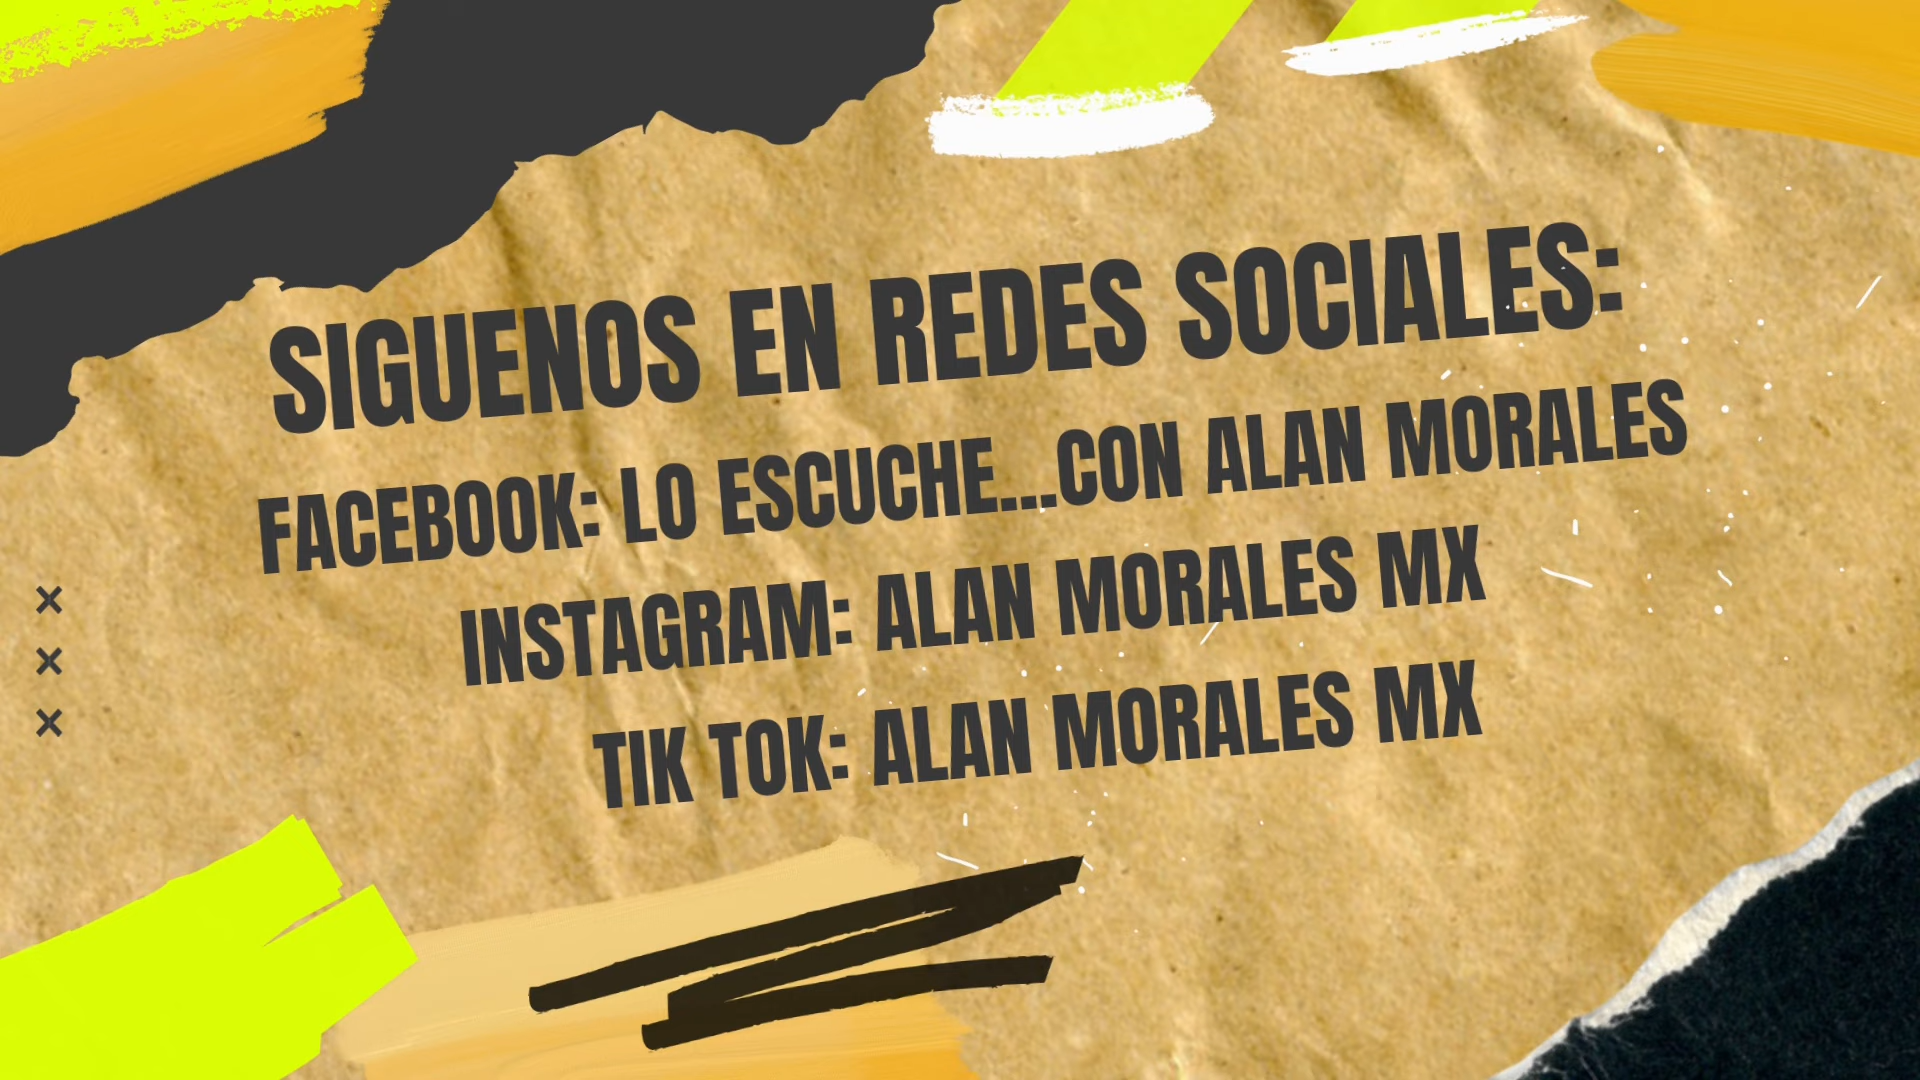 SIGUENOS EN REDES SOCIALES:
FACEBOOK: LO ESCUCHE...CON ALAN MORALES
INSTAGRAM: ALAN MORALES MX
TIK TOK: ALAN MORALES MX